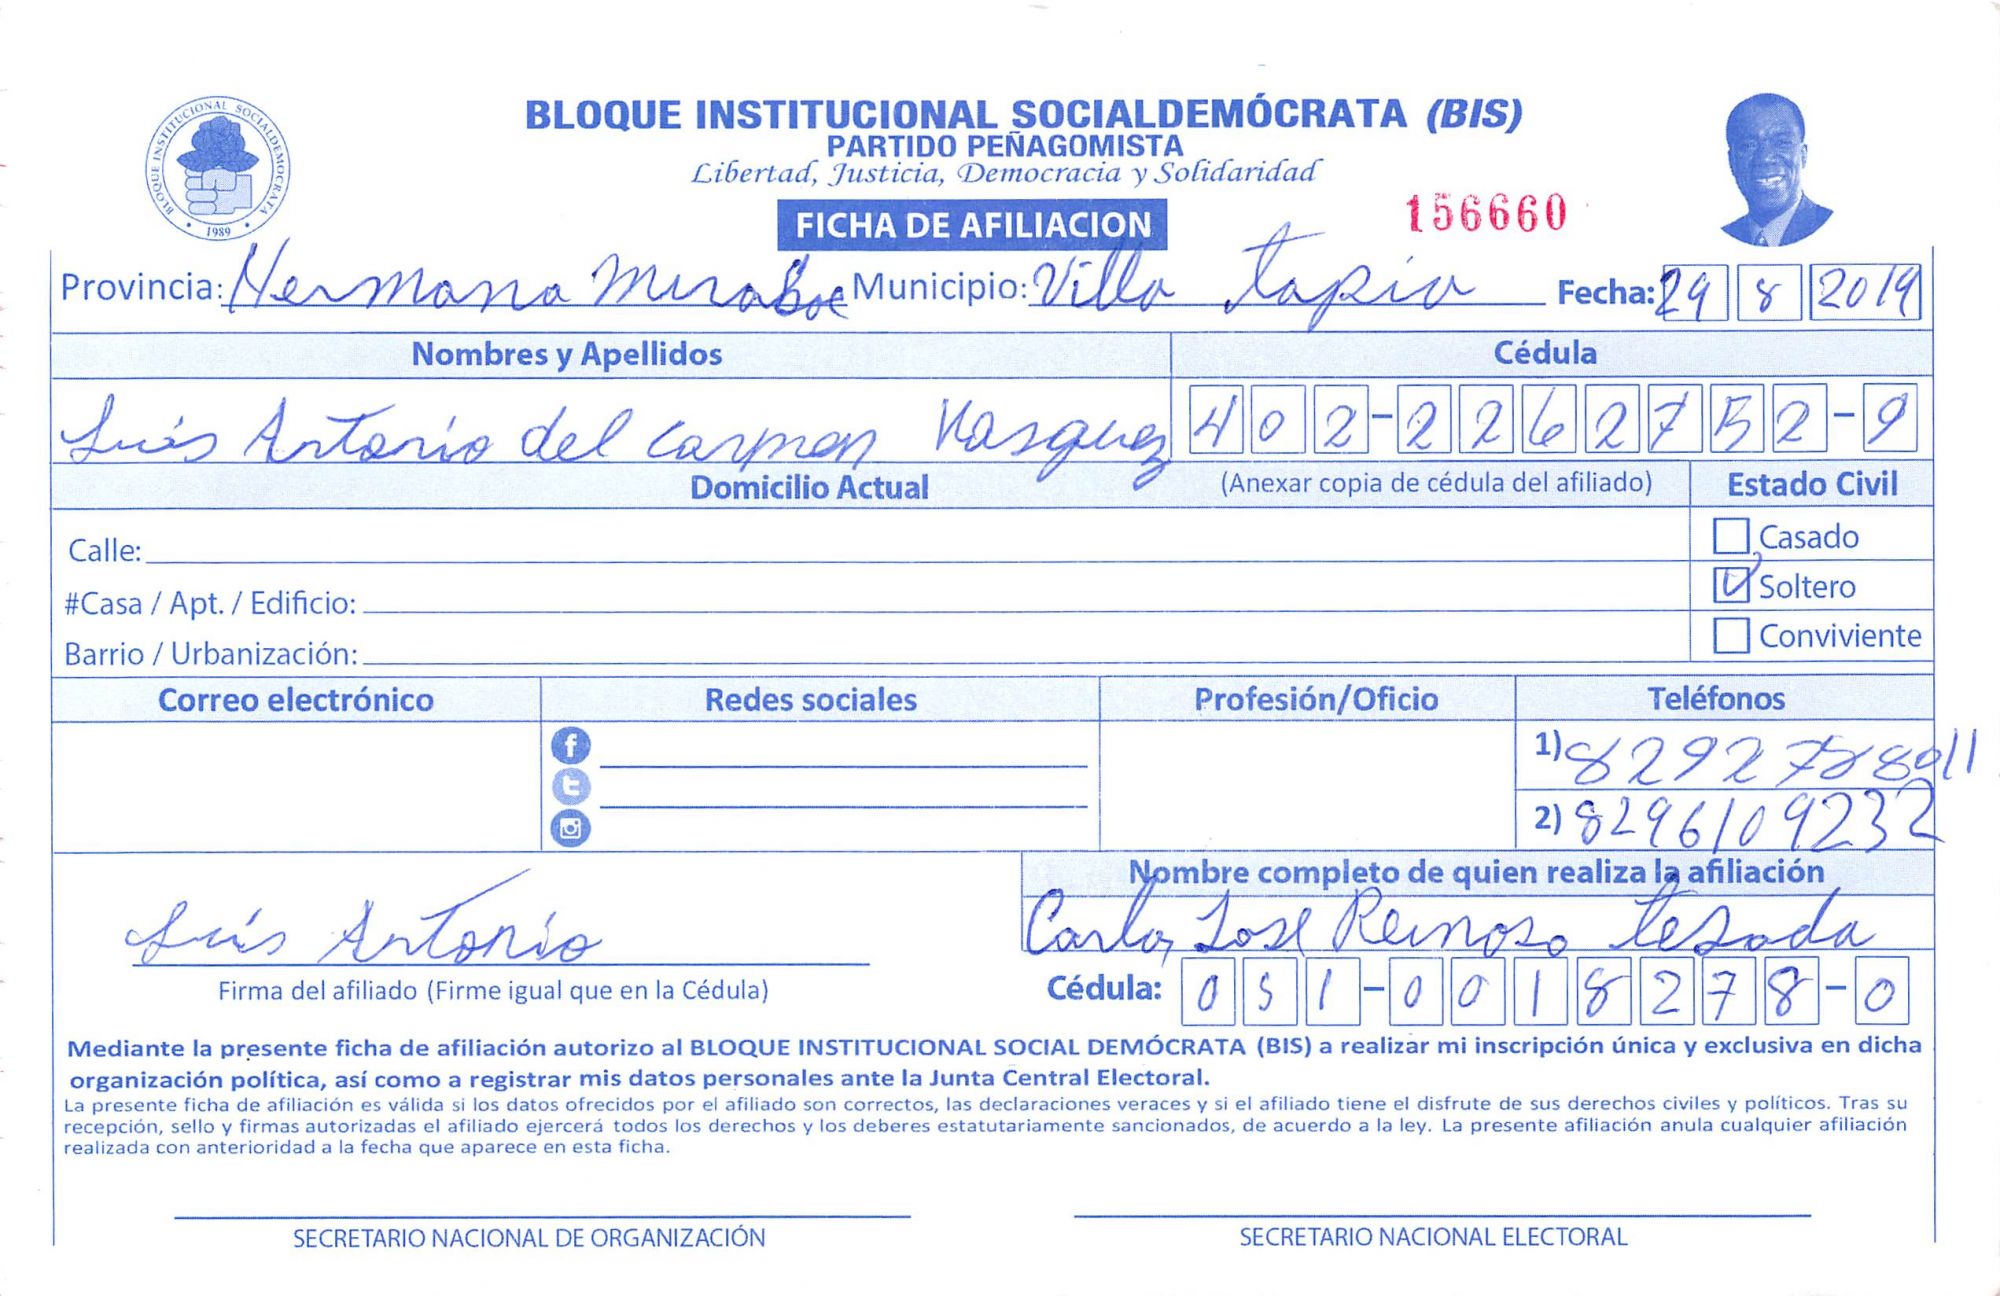 BLOQUE INSTITUCIONAL SOCIALDEMÓCRATA (BIS)
PARTIDO PEÑAGOMISTA
Libertad, Justicia, Democracia y Solidaridad
BLOQUE INSTITUCIONAL SOCIALDEMOCRATA
1989
FICHA DE AFILIACION
156660
Provincia: Hermana Mirabal Municipio: Villa tapia Fecha: 29 8 2019
Nombres y Apellidos Cédula
Luis Antonio del Carmen Vasquez 402-2262752-9
Domicilio Actual (Anexar copia de cédula del afiliado) Estado Civil
Calle: Casado
#Casa / Apt. / Edificio: Soltero
Barrio / Urbanización: Conviviente
Correo electrónico Redes sociales Profesión/Oficio Teléfonos
1) 8292788911
2) 8296109232
Nombre completo de quien realiza la afiliación
Luis Antonio Carlos Jose Reinoso tesada
Firma del afiliado (Firme igual que en la Cédula) Cédula: 051-0018278-0
Mediante la presente ficha de afiliación autorizo al BLOQUE INSTITUCIONAL SOCIAL DEMÓCRATA (BIS) a realizar mi inscripción única y exclusiva en dicha
organización política, así como a registrar mis datos personales ante la Junta Central Electoral.
La presente ficha de afiliación es válida si los datos ofrecidos por el afiliado son correctos, las declaraciones veraces y si el afiliado tiene el disfrute de sus derechos civiles y políticos. Tras su
recepción, sello y firmas autorizadas el afiliado ejercerá todos los derechos y los deberes estatutariamente sancionados, de acuerdo a la ley. La presente afiliación anula cualquier afiliación
realizada con anterioridad a la fecha que aparece en esta ficha.
SECRETARIO NACIONAL DE ORGANIZACIÓN SECRETARIO NACIONAL ELECTORAL